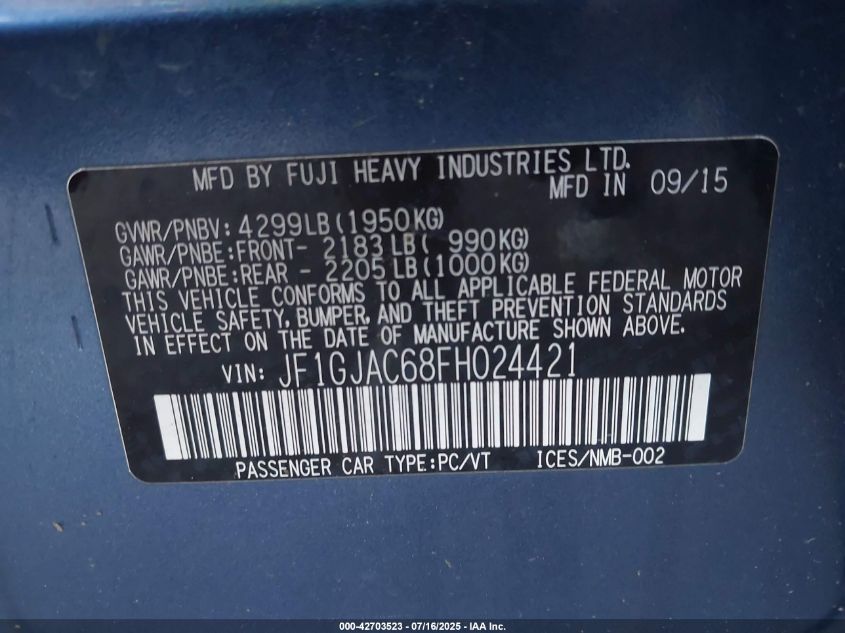 MFD BY FUJI HEAVY INDUSTRIES LTD.
MFD IN 09/15
GVWR/PNBV: 4299LB(1950KG)
GAWR/PNBE:FRONT- 2183LB( 990KG)
GAWR/PNBE:REAR - 2205LB(1000KG)
THIS VEHICLE CONFORMS TO ALL APPLICABLE FEDERAL MOTOR
VEHICLE SAFETY, BUMPER, AND THEFT PREVENTION STANDARDS
IN EFFECT ON THE DATE OF MANUFACTURE SHOWN ABOVE.
VIN: JF1GJAC68FH024421
PASSENGER CAR TYPE:PC/VT ICES/NMB-002
000-42703523 - 07/16/2025 - IAA Inc.